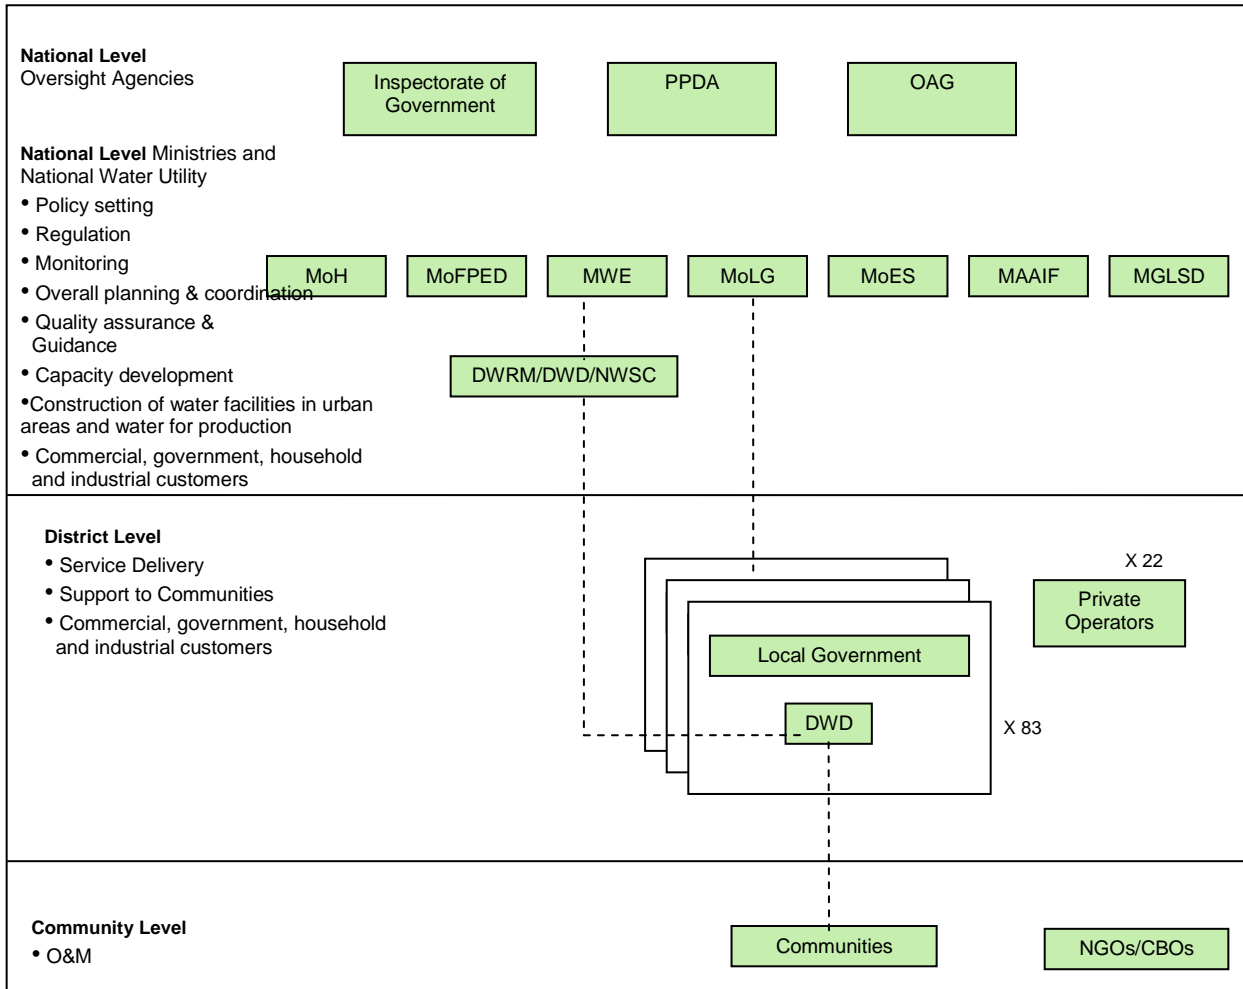 National Level
Oversight Agencies
Inspectorate of
Government
PPDA
OAG
National Level Ministries and
National Water Utility
• Policy setting
• Regulation
• Monitoring
• Overall planning & coordination
• Quality assurance &
Guidance
• Capacity development
•Construction of water facilities in urban
areas and water for production
• Commercial, government, household
and industrial customers
MoH
MoFPED
MWE
MoLG
MoES
MAAIF
MGLSD
DWRM/DWD/NWSC
District Level
• Service Delivery
• Support to Communities
• Commercial, government, household
and industrial customers
X 22
Private
Operators
Local Government
DWD
X 83
Community Level
• O&M
Communities
NGOs/CBOs